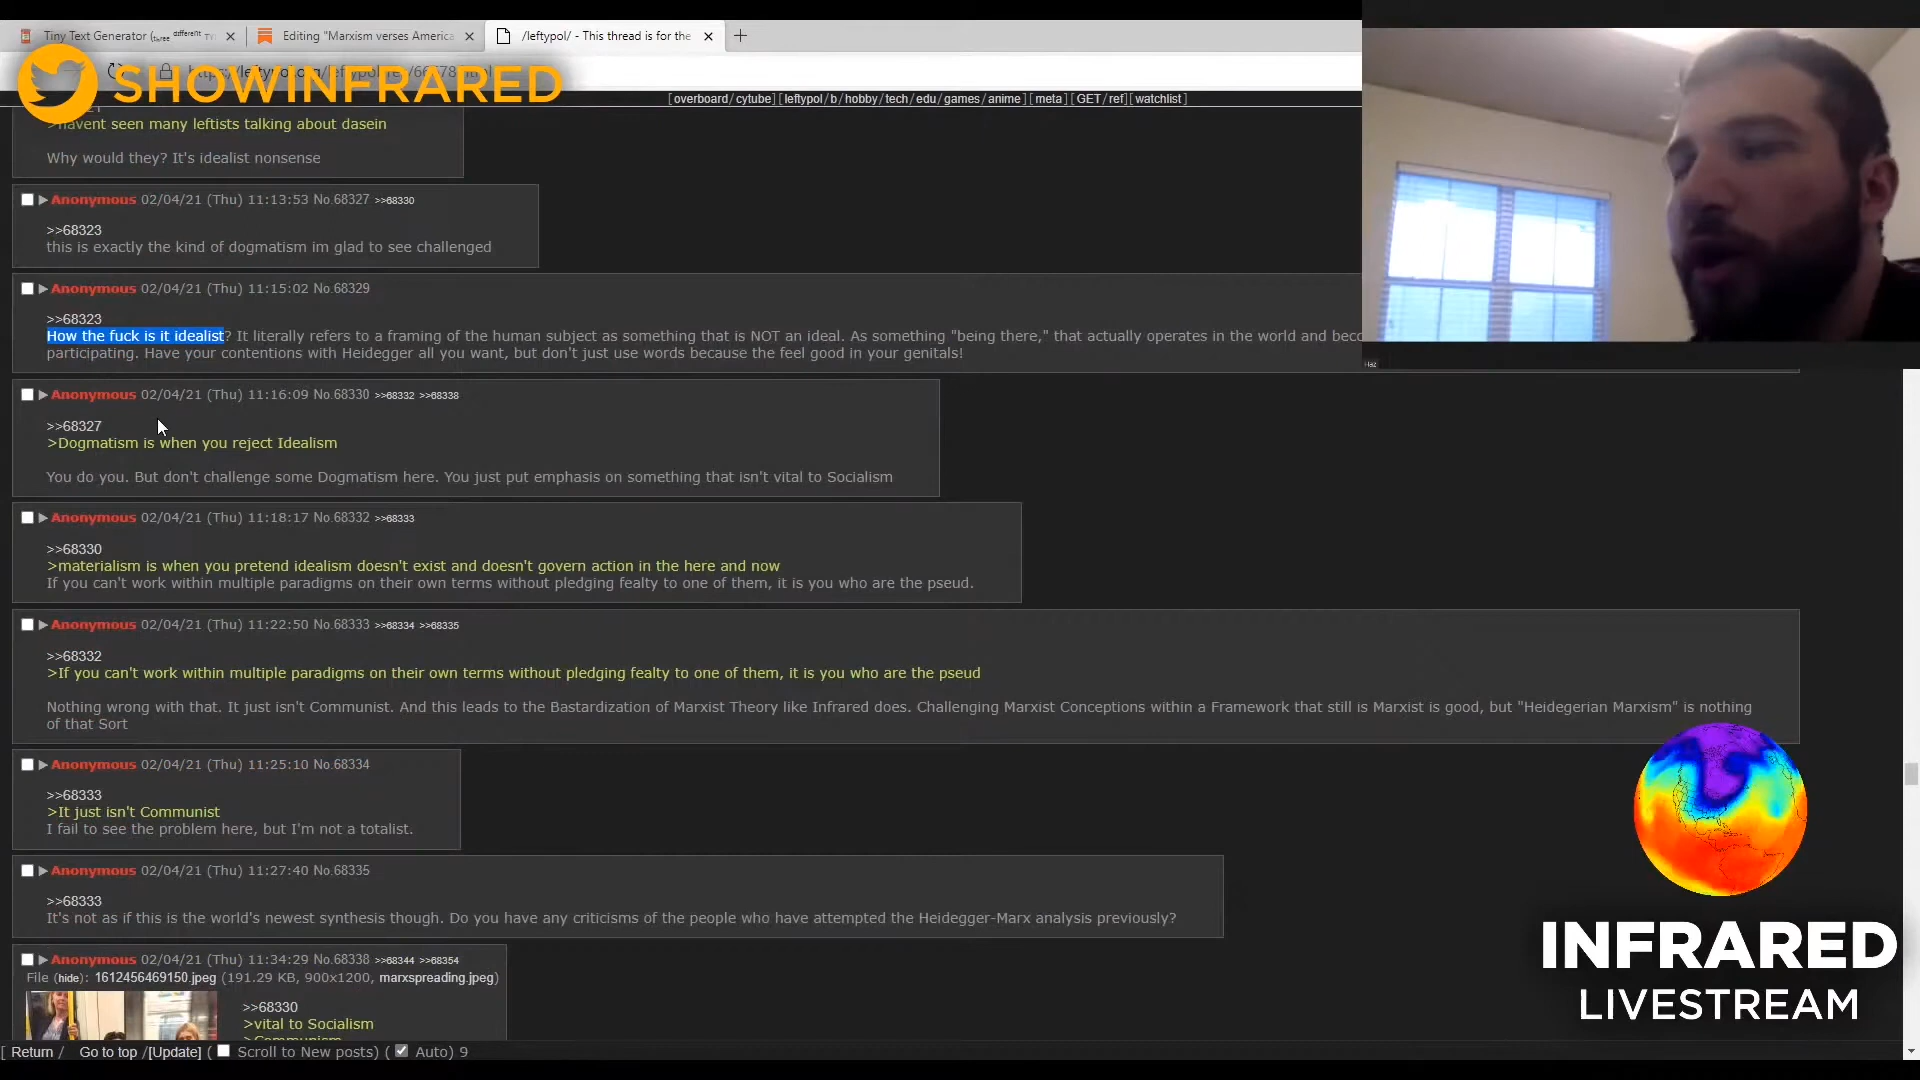 Tiny Text Generator (three different
Editing "Marxism verses America
/leftypol/ - This thread is for the
SHOWINFRARED
[ overboard / cytube ] [ leftypol / b / hobby / tech / edu / games / anime ] [ meta ] [ GET / ref ] [ watchlist ]
>havent seen many leftists talking about dasein
Why would they? It's idealist nonsense
Anonymous 02/04/21 (Thu) 11:13:53 No.68327 >>68330
>>68323
this is exactly the kind of dogmatism im glad to see challenged
Anonymous 02/04/21 (Thu) 11:15:02 No.68329
>>68323
How the fuck is it idealist? It literally refers to a framing of the human subject as something that is NOT an ideal. As something "being there," that actually operates in the world and beco
participating. Have your contentions with Heidegger all you want, but don't just use words because the feel good in your genitals!
Haz
Anonymous 02/04/21 (Thu) 11:16:09 No.68330 >>68332 >>68338
>>68327
>Dogmatism is when you reject Idealism
You do you. But don't challenge some Dogmatism here. You just put emphasis on something that isn't vital to Socialism
Anonymous 02/04/21 (Thu) 11:18:17 No.68332 >>68333
>>68330
>materialism is when you pretend idealism doesn't exist and doesn't govern action in the here and now
If you can't work within multiple paradigms on their own terms without pledging fealty to one of them, it is you who are the pseud.
Anonymous 02/04/21 (Thu) 11:22:50 No.68333 >>68334 >>68335
>>68332
>If you can't work within multiple paradigms on their own terms without pledging fealty to one of them, it is you who are the pseud
Nothing wrong with that. It just isn't Communist. And this leads to the Bastardization of Marxist Theory like Infrared does. Challenging Marxist Conceptions within a Framework that still is Marxist is good, but "Heidegerian Marxism" is nothing
of that Sort
Anonymous 02/04/21 (Thu) 11:25:10 No.68334
>>68333
>It just isn't Communist
I fail to see the problem here, but I'm not a totalist.
Anonymous 02/04/21 (Thu) 11:27:40 No.68335
>>68333
It's not as if this is the world's newest synthesis though. Do you have any criticisms of the people who have attempted the Heidegger-Marx analysis previously?
Anonymous 02/04/21 (Thu) 11:34:29 No.68338 >>68344 >>68354
File (hide): 1612456469150.jpeg (191.29 KB, 900x1200, marxspreading.jpeg)
>>68330
>vital to Socialism
INFRARED
LIVESTREAM
[ Return / Go to top / [Update] ( Scroll to New posts) ( Auto) 9